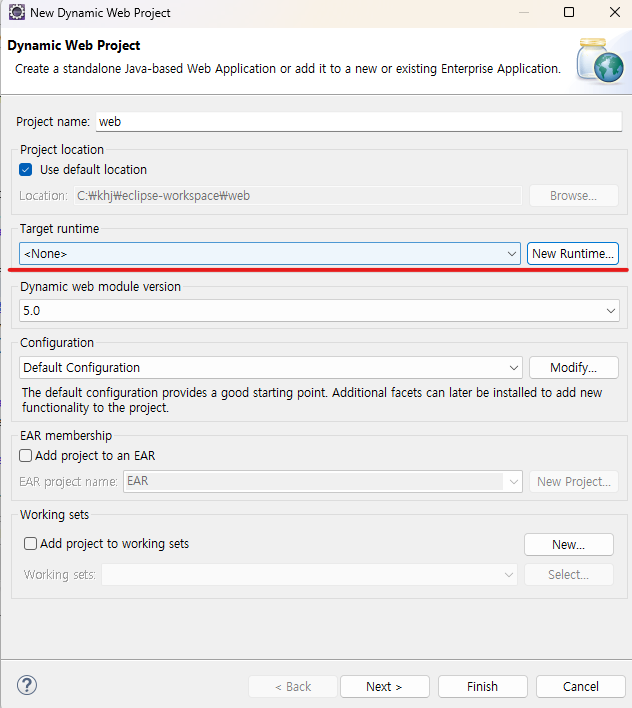 New Dynamic Web Project
Dynamic Web Project
Create a standalone Java-based Web Application or add it to a new or existing Enterprise Application.
Project name: web
Project location
Use default location
Location: C:₩khj₩eclipse-workspace₩web Browse...
Target runtime
<None> New Runtime...
Dynamic web module version
5.0
Configuration
Default Configuration Modify...
The default configuration provides a good starting point. Additional facets can later be installed to add new
functionality to the project.
EAR membership
Add project to an EAR
EAR project name: EAR New Project...
Working sets
Add project to working sets New...
Working sets: Select...
? < Back Next > Finish Cancel